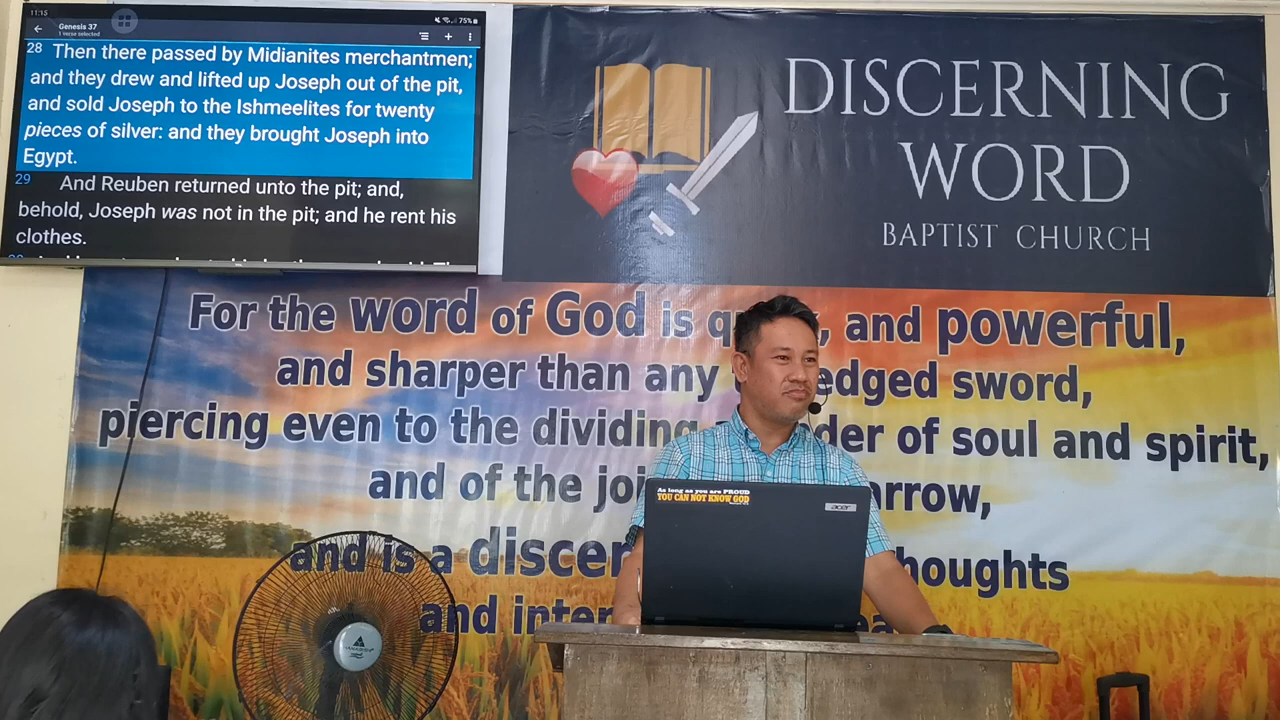 11:15
75%
Genesis 37
1 verse selected
28 Then there passed by Midianites merchantmen;
and they drew and lifted up Joseph out of the pit,
and sold Joseph to the Ishmeelites for twenty
pieces of silver: and they brought Joseph into
Egypt.
29 And Reuben returned unto the pit; and,
behold, Joseph was not in the pit; and he rent his
clothes.
DISCERNING
WORD
BAPTIST CHURCH
For the word of God is q , and powerful,
and sharper than any edged sword,
piercing even to the dividing der of soul and spirit,
and of the joi arrow,
and is a discer houghts
and inter ea
As long as you are PROUD
YOU CAN NOT KNOW GOD
acer